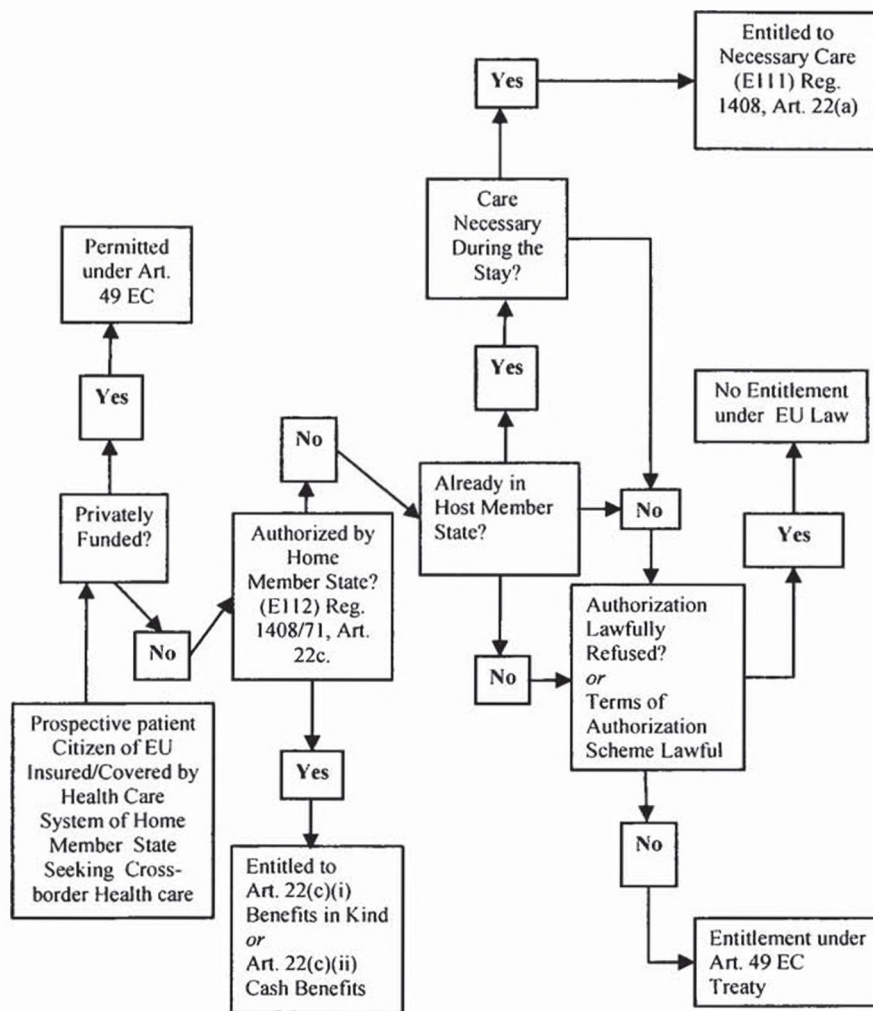 Entitled to
Necessary Care
(E111) Reg.
1408, Art. 22(a)
Yes
Care
Necessary
During the
Stay?
Permitted
under Art.
49 EC
Yes
Yes
No Entitlement
under EU Law
No
Privately
Funded?
Already in
Host Member
State?
No
Yes
Authorized by
Home
Member State?
(E112) Reg.
1408/71, Art.
22c.
No
Authorization
Lawfully
Refused?
or
Terms of
Authorization
Scheme Lawful
No
Prospective patient
Citizen of EU
Insured/Covered by
Health Care
System of Home
Member State
Seeking Cross-
border Health care
Yes
No
Entitled to
Art. 22(c)(i)
Benefits in Kind
or
Art. 22(c)(ii)
Cash Benefits
Entitlement under
Art. 49 EC
Treaty